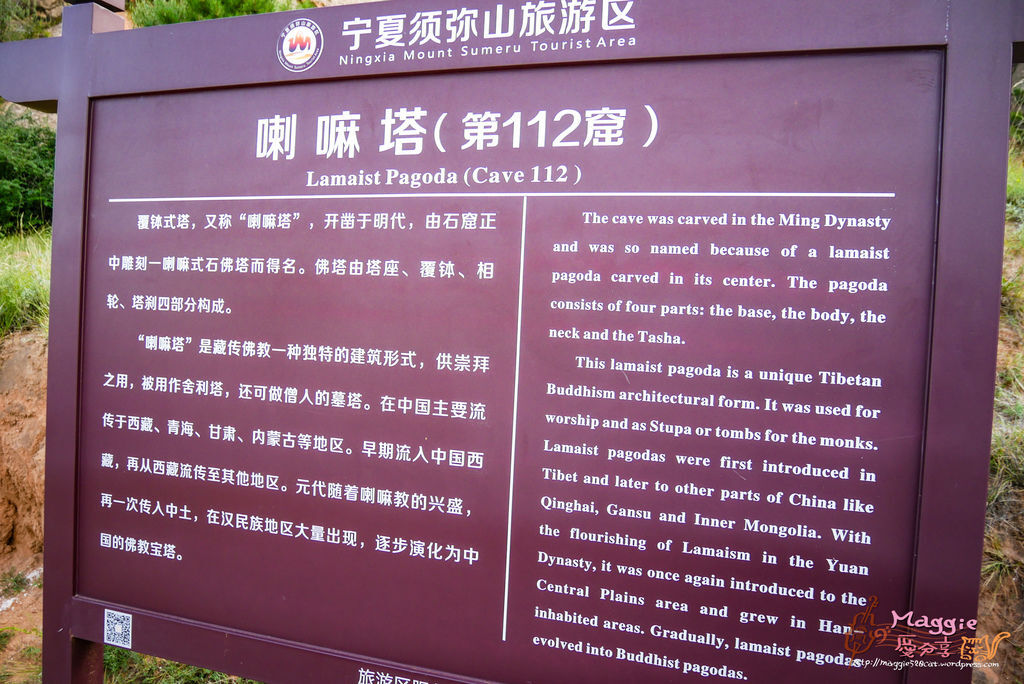 宁夏须弥山旅游区
Ningxia Mount Sumeru Tourist Area
喇嘛塔(第112窟)
Lamaist Pagoda (Cave 112)
覆钵式塔，又称“喇嘛塔”，开凿于明代，由石窟正
中雕刻一喇嘛式石佛塔而得名。佛塔由塔座、覆钵、相
轮、塔刹四部分构成。
“喇嘛塔”是藏传佛教一种独特的建筑形式，供崇拜
之用，被用作舍利塔，还可做僧人的墓塔。在中国主要流
传于西藏、青海、甘肃、内蒙古等地区。早期流入中国西
藏，再从西藏流传至其他地区。元代随着喇嘛教的兴盛，
再一次传入中土，在汉民族地区大量出现，逐步演化为中
国的佛教宝塔。
The cave was carved in the Ming Dynasty
and was so named because of a lamaist
pagoda carved in its center. The pagoda
consists of four parts: the base, the body, the
neck and the Tasha.
This lamaist pagoda is a unique Tibetan
Buddhism architectural form. It was used for
worship and as Stupa or tombs for the monks.
Lamaist pagodas were first introduced in
Tibet and later to other parts of China like
Qinghai, Gansu and Inner Mongolia. With
the flourishing of Lamaism in the Yuan
Dynasty, it was once again introduced to the
Central Plains area and grew in Han-
inhabited areas. Gradually, lamaist pagodas
evolved into Buddhist pagodas.
旅游区
Maggie
愛分享
http://maggie520cat.wordpress.com